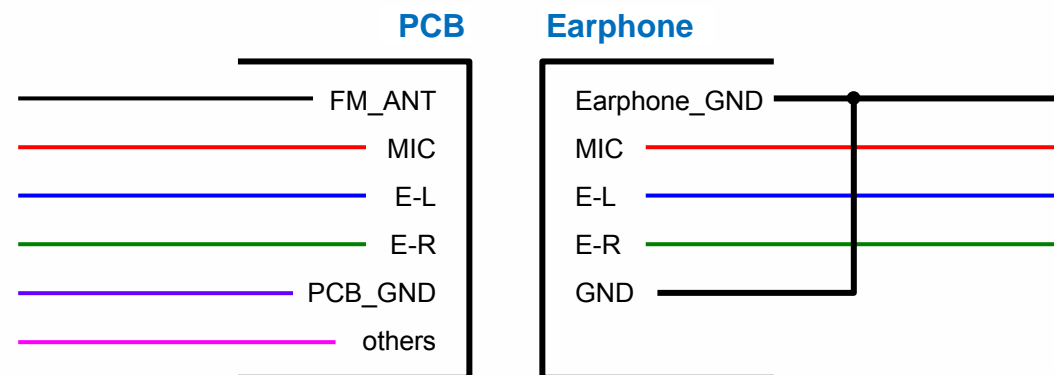 PCB Earphone
FM_ANT Earphone_GND
MIC MIC
E-L E-L
E-R E-R
PCB_GND GND
others